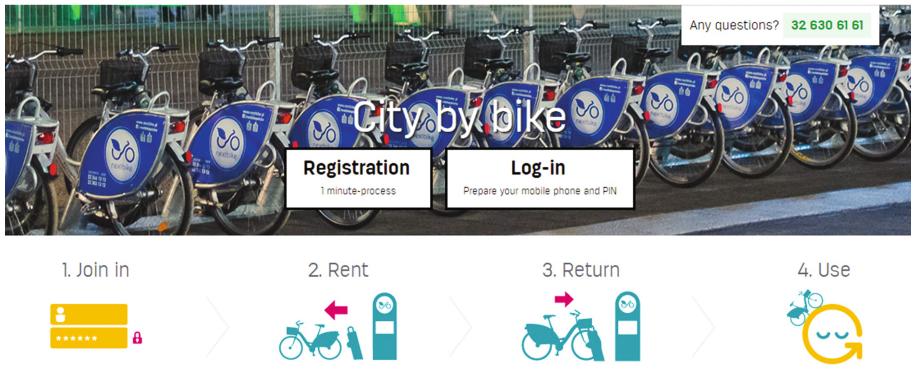 Any questions? 32 630 61 61
City by bike
nextbike
Registration
1 minute-process
Log-in
Prepare your mobile phone and PIN
1. Join in
2. Rent
3. Return
4. Use
******